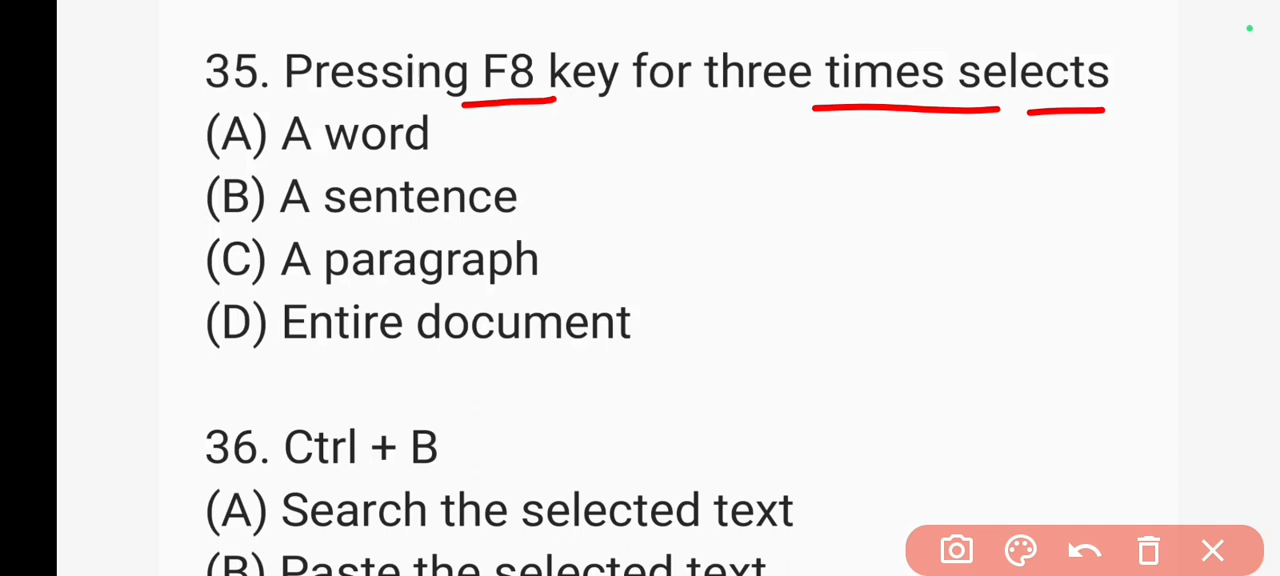 35. Pressing F8 key for three times selects
(A) A word
(B) A sentence
(C) A paragraph
(D) Entire document
36. Ctrl + B
(A) Search the selected text
(B) Paste the selected text